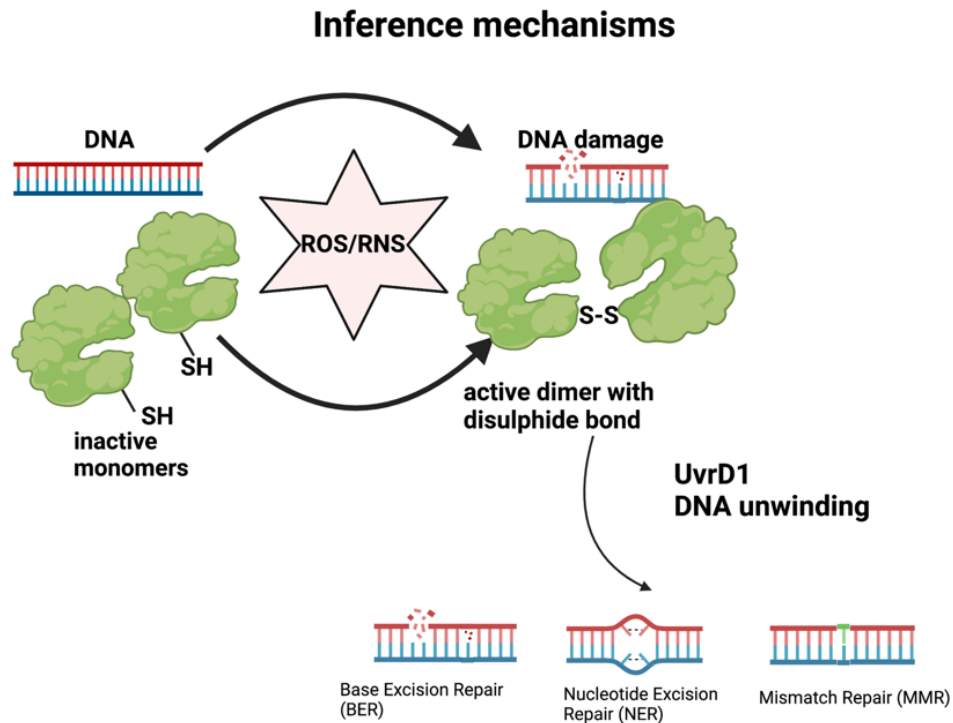 Inference mechanisms
DNA
DNA damage
ROS/RNS
S-S
SH
SH
inactive
monomers
active dimer with
disulphide bond
UvrD1
DNA unwinding
Base Excision Repair
(BER)
Nucleotide Excision
Repair (NER)
Mismatch Repair (MMR)